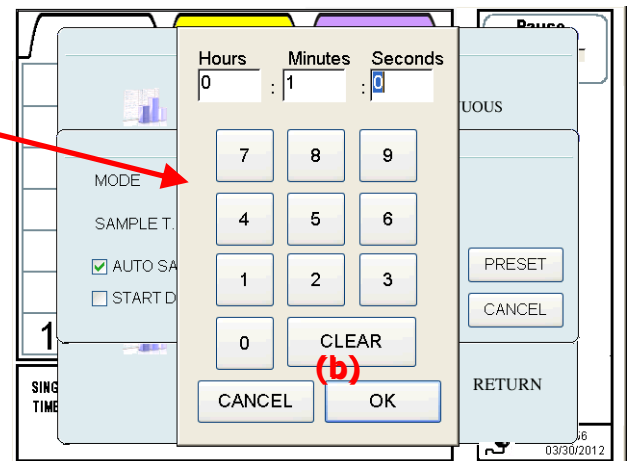 Pause
Hours Minutes Seconds
0 : 1 : 0
UOUS
7 8 9
MODE
4 5 6
SAMPLE T.
AUTO SA
1 2 3
PRESET
START D
CANCEL
1
0 CLEAR
(b)
CANCEL OK
RETURN
SING
TIME
03/30/2012